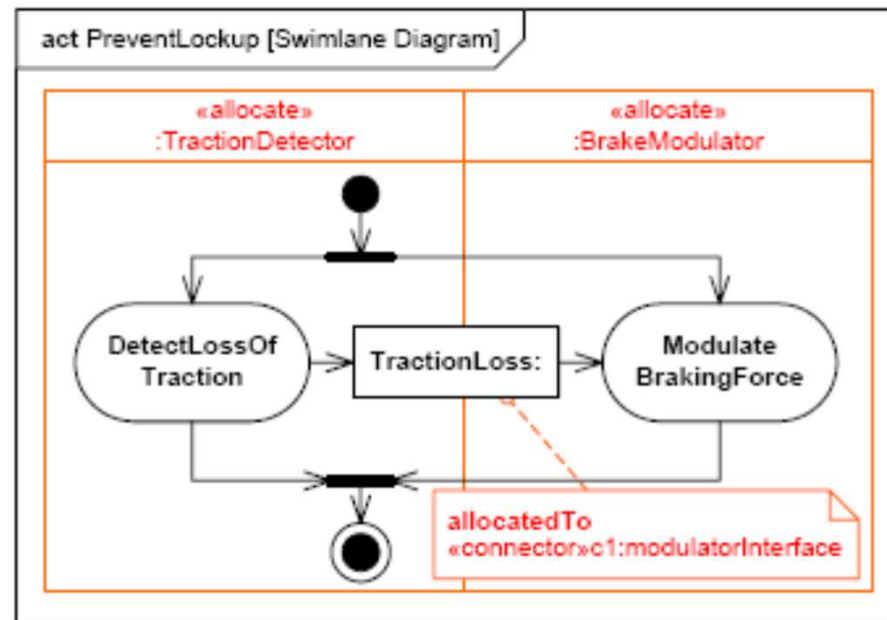 act PreventLockup [Swimlane Diagram]
«allocate»
:TractionDetector
«allocate»
:BrakeModulator
DetectLossOf
Traction
TractionLoss:
Modulate
BrakingForce
allocatedTo
«connector»c1:modulatorInterface